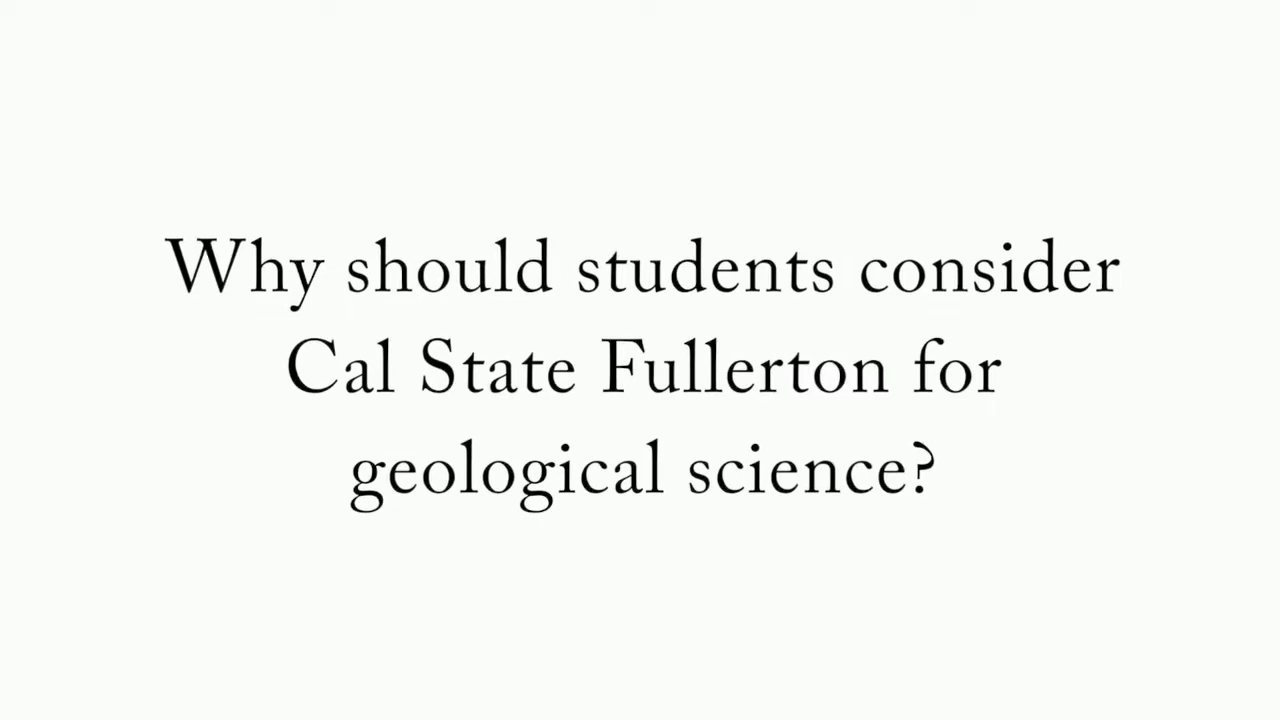 Why should students consider
Cal State Fullerton for
geological science?